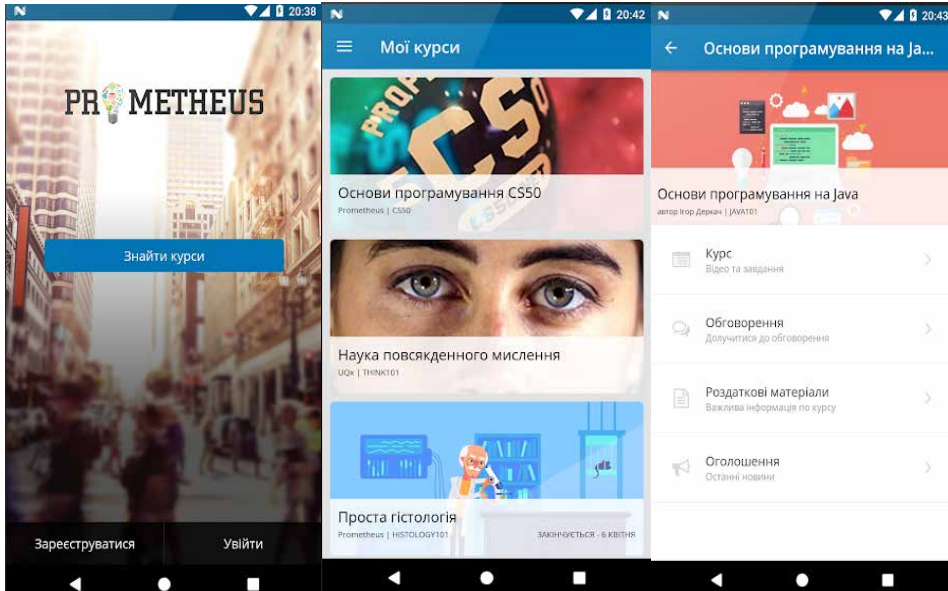 20:38
PROMETHEUS
Знайти курси
Зареєструватися
Увійти
20:42
Мої курси
PROPE
CS50
Основи програмування CS50
Prometheus | CS50
Наука повсякденного мислення
UQx | THINK101
Проста гістологія
Prometheus | HISTOLOGY101
ЗАКІНЧУЄТЬСЯ - 6 КВІТНЯ
20:43
Основи програмування на Ja...
Основи програмування на Java
автор Ігор Деркач | JAVA101
Курс
Відео та завдання
Обговорення
Долучитися до обговорення
Роздаткові матеріали
Важлива інформація по курсу
Оголошення
Останні новини